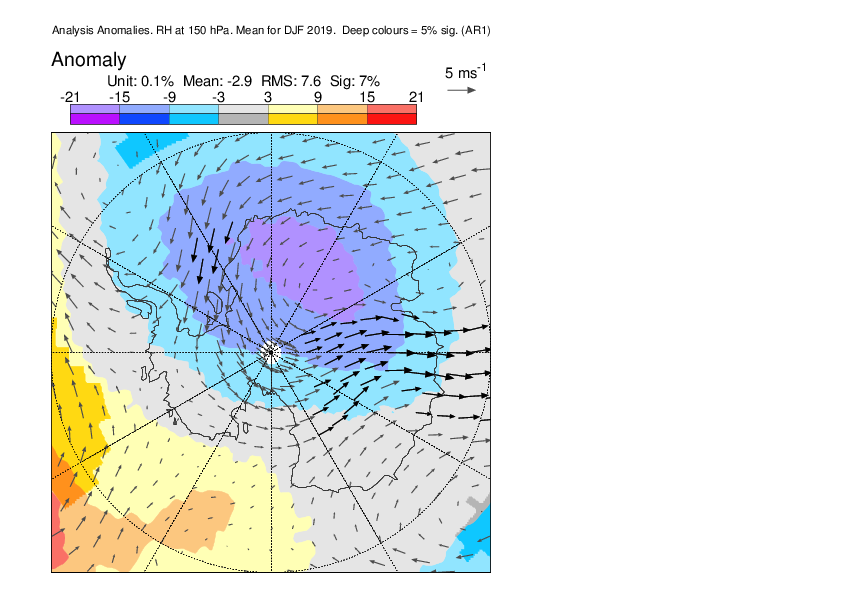 Analysis Anomalies. RH at 150 hPa. Mean for DJF 2019. Deep colours = 5% sig. (AR1)
Anomaly
5 ms-1
Unit: 0.1% Mean: -2.9 RMS: 7.6 Sig: 7%
-21 -15 -9 -3 3 9 15 21